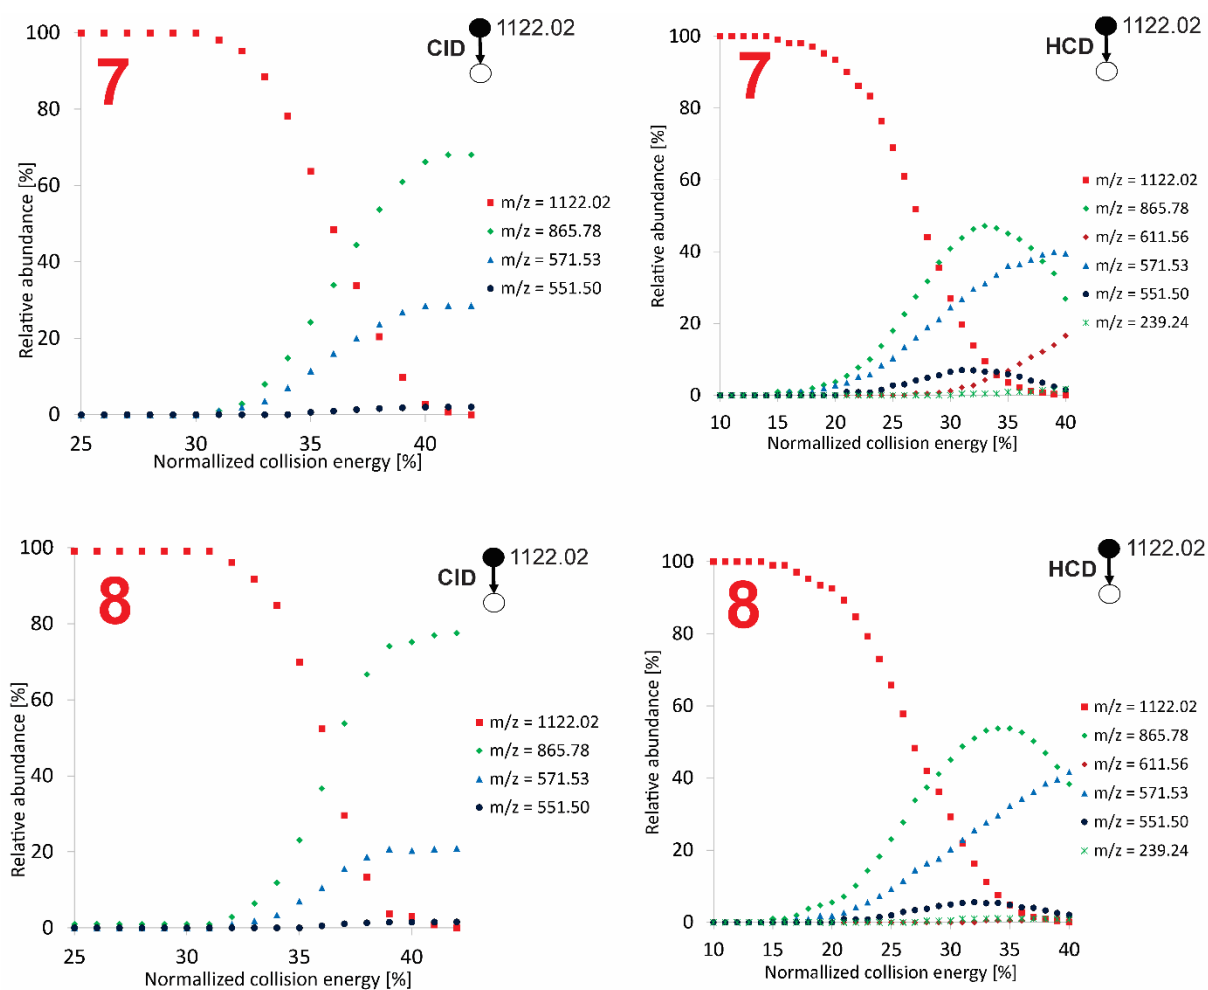 7
CID
1122.02
Relative abundance [%]
100
80
60
40
20
0
25
30
35
40
Normallized collision energy [%]
m/z = 1122.02
m/z = 865.78
m/z = 571.53
m/z = 551.50
7
HCD
1122.02
Relative abundance [%]
100
80
60
40
20
0
10
15
20
25
30
35
40
Normallized collision energy [%]
m/z = 1122.02
m/z = 865.78
m/z = 611.56
m/z = 571.53
m/z = 551.50
m/z = 239.24
8
CID
1122.02
Relative abundance [%]
100
80
60
40
20
0
25
30
35
40
Normallized collision energy [%]
m/z = 1122.02
m/z = 865.78
m/z = 571.53
m/z = 551.50
8
HCD
1122.02
Relative abundance [%]
100
80
60
40
20
0
10
15
20
25
30
35
40
Normallized collision energy [%]
m/z = 1122.02
m/z = 865.78
m/z = 611.56
m/z = 571.53
m/z = 551.50
m/z = 239.24